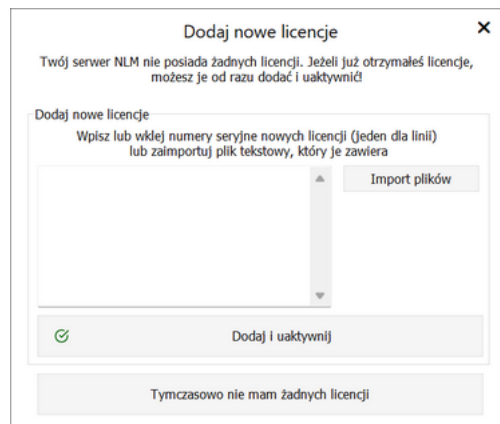 Dodaj nowe licencje
Twój serwer NLM nie posiada żadnych licencji. Jeżeli już otrzymałeś licencje,
możesz je od razu dodać i uaktywnić!
Dodaj nowe licencje
Wpisz lub wklej numery seryjne nowych licencji (jeden dla linii)
lub zaimportuj plik tekstowy, który je zawiera
Import plików
Dodaj i uaktywnij
Tymczasowo nie mam żadnych licencji